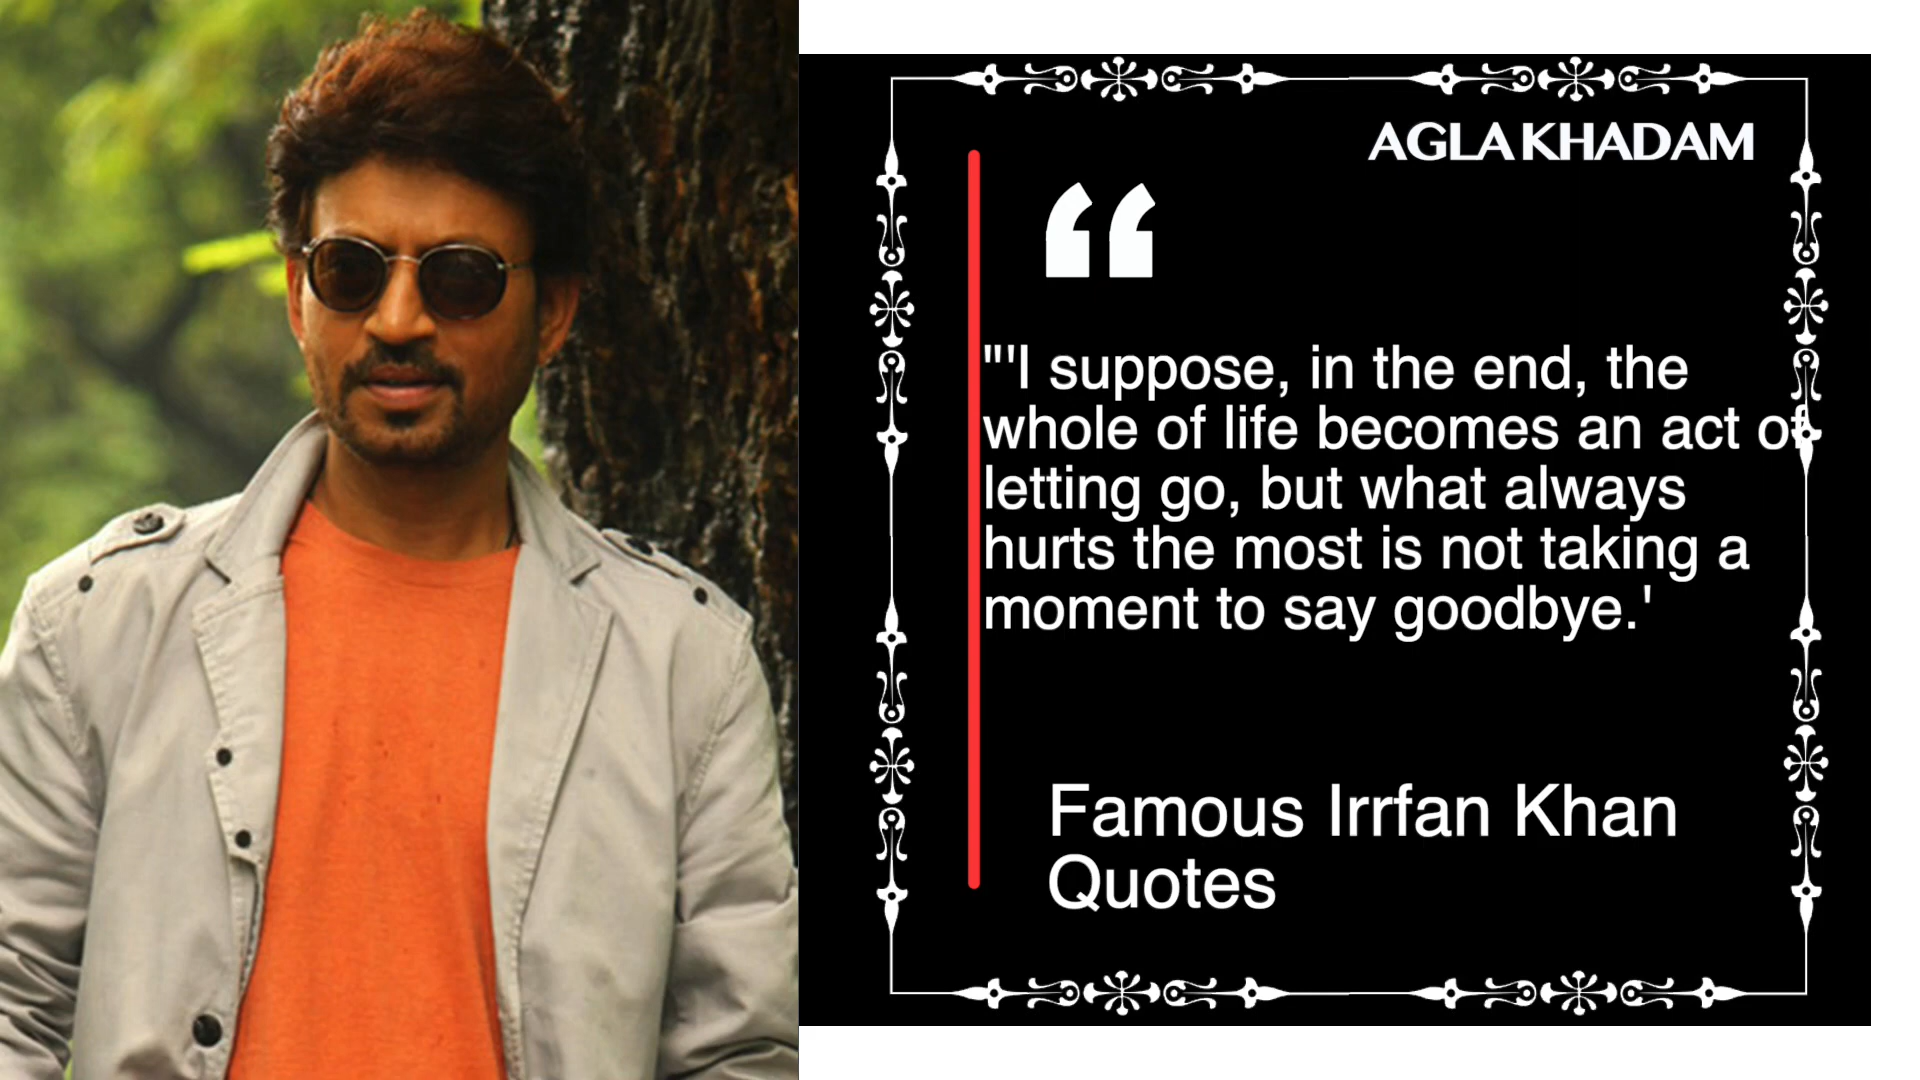 AGLA KHADAM
“
"'I suppose, in the end, the
whole of life becomes an act of
letting go, but what always
hurts the most is not taking a
moment to say goodbye.'
Famous Irrfan Khan
Quotes